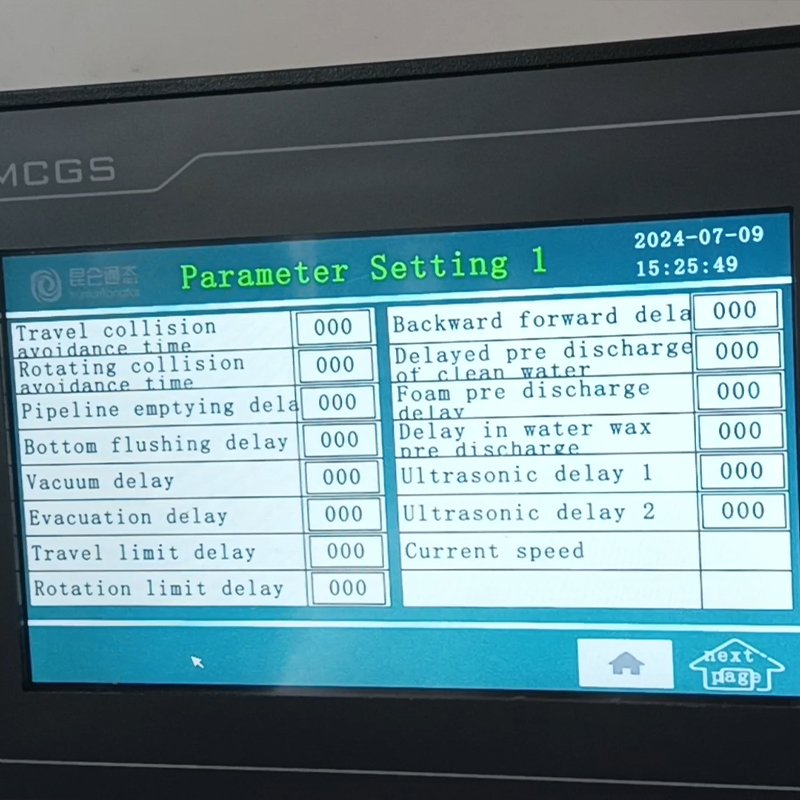 MCGS
昆仑通态
Parameter Setting 1
2024-07-09
15:25:49
Travel collision
avoidance time
000
Rotating collision
avoidance time
000
Pipeline emptying dela
000
Bottom flushing delay
000
Vacuum delay
000
Evacuation delay
000
Travel limit delay
000
Rotation limit delay
000
Backward forward dela
000
Delayed pre discharge
of clean water
000
Foam pre discharge
delay
000
Delay in water wax
pre discharge
000
Ultrasonic delay 1
000
Ultrasonic delay 2
000
Current speed
next
page